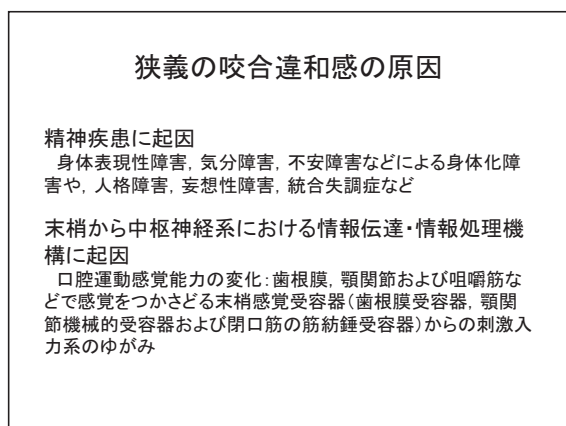 狭義の咬合違和感の原因
精神疾患に起因
身体表現性障害, 気分障害, 不安障害などによる身体化障
害や, 人格障害, 妄想性障害, 統合失調症など
末梢から中枢神経系における情報伝達・情報処理機
構に起因
口腔運動感覚能力の変化:歯根膜, 顎関節および咀嚼筋な
どで感覚をつかさどる末梢感覚受容器(歯根膜受容器, 顎関
節機械的受容器および閉口筋の筋紡錘受容器)からの刺激入
力系のゆがみ